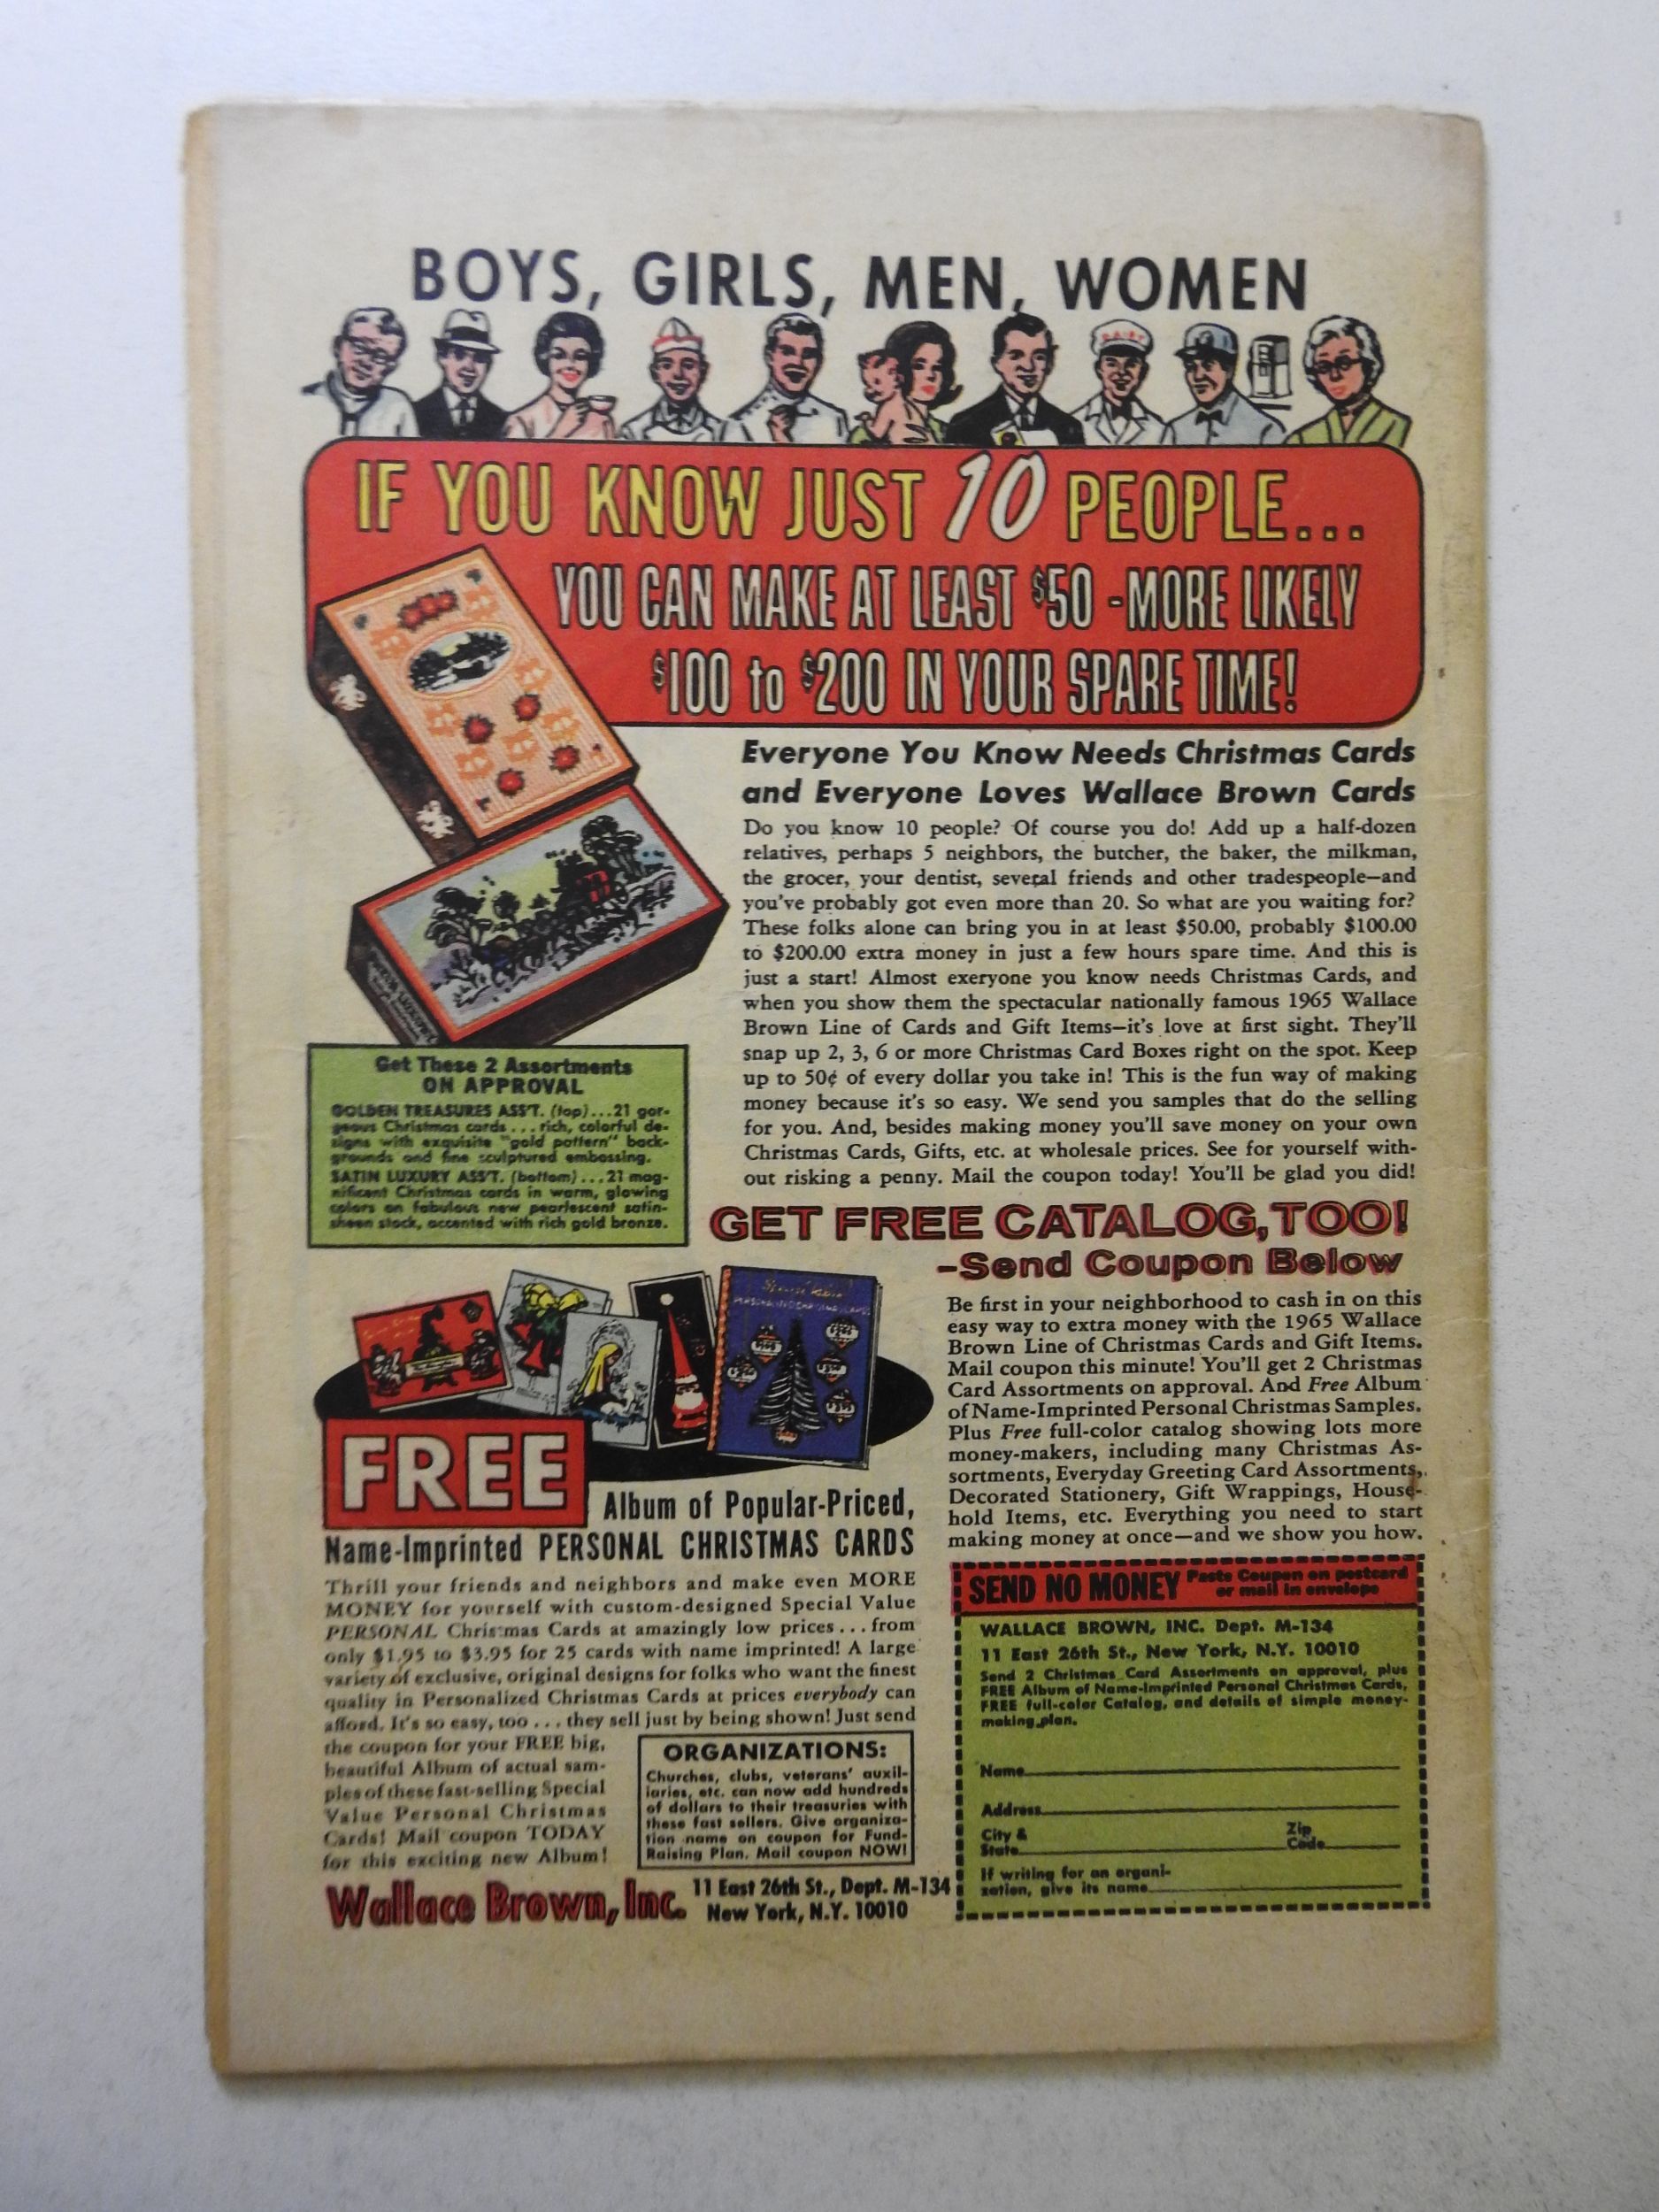 BOYS, GIRLS, MEN, WOMEN
DAIRY
IF YOU KNOW JUST 10 PEOPLE...
YOU CAN MAKE AT LEAST $50 - MORE LIKELY
$100 to $200 IN YOUR SPARE TIME!
Everyone You Know Needs Christmas Cards
and Everyone Loves Wallace Brown Cards
Do you know 10 people? Of course you do! Add up a half-dozen
relatives, perhaps 5 neighbors, the butcher, the baker, the milkman,
the grocer, your dentist, several friends and other tradespeople—and
you've probably got even more than 20. So what are you waiting for?
These folks alone can bring you in at least $50.00, probably $100.00
to $200.00 extra money in just a few hours spare time. And this is
just a start! Almost exeryone you know needs Christmas Cards, and
when you show them the spectacular nationally famous 1965 Wallace
Brown Line of Cards and Gift Items—it's love at first sight. They'll
snap up 2, 3, 6 or more Christmas Card Boxes right on the spot. Keep
up to 50¢ of every dollar you take in! This is the fun way of making
money because it's so easy. We send you samples that do the selling
for you. And, besides making money you'll save money on your own
Christmas Cards, Gifts, etc. at wholesale prices. See for yourself with-
out risking a penny. Mail the coupon today! You'll be glad you did!
Get These 2 Assortments
ON APPROVAL
GOLDEN TREASURES ASS'T. (top)...21 gor-
geous Christmas cards ... rich, colorful de-
signs with exquisite "gold pattern" back-
grounds and fine sculptured embossing.
SATIN LUXURY ASS'T. (bottom)...21 mag-
nificent Christmas cards in warm, glowing
colors on fabulous new pearlescent satin-
sheen stock, accented with rich gold bronze.
GET FREE CATALOG, TOO!
-Send Coupon Below
Be first in your neighborhood to cash in on this
easy way to extra money with the 1965 Wallace
Brown Line of Christmas Cards and Gift Items.
Mail coupon this minute! You'll get 2 Christmas
Card Assortments on approval. And Free Album
of Name-Imprinted Personal Christmas Samples.
Plus Free full-color catalog showing lots more
money-makers, including many Christmas As-
sortments, Everyday Greeting Card Assortments,
Decorated Stationery, Gift Wrappings, House-
hold Items, etc. Everything you need to start
making money at once—and we show you how.
FREE
Album of Popular-Priced,
Name-Imprinted PERSONAL CHRISTMAS CARDS
Thrill your friends and neighbors and make even MORE
MONEY for yourself with custom-designed Special Value
PERSONAL Christmas Cards at amazingly low prices ... from
only $1.95 to $3.95 for 25 cards with name imprinted! A large
variety of exclusive, original designs for folks who want the finest
quality in Personalized Christmas Cards at prices everybody can
afford. It's so easy, too ... they sell just by being shown! Just send
the coupon for your FREE big,
beautiful Album of actual sam-
ples of these fast-selling Special
Value Personal Christmas
Cards! Mail coupon TODAY
for this exciting new Album!
ORGANIZATIONS:
Churches, clubs, veterans' auxil-
iaries, etc. can now add hundreds
of dollars to their treasuries with
these fast sellers. Give organiza-
tion name on coupon for Fund-
Raising Plan. Mail coupon NOW!
Wallace Brown, Inc.
11 East 26th St., Dept. M-134
New York, N.Y. 10010
SEND NO MONEY
Paste Coupon on postcard
or mail in envelope
WALLACE BROWN, INC. Dept. M-134
11 East 26th St., New York, N.Y. 10010
Send 2 Christmas Card Assortments on approval, plus
FREE Album of Name-Imprinted Personal Christmas Cards,
FREE full-color Catalog, and details of simple money-
making plan.
Name
Address
City &
State
Zip
Code
If writing for an organi-
zation, give its name